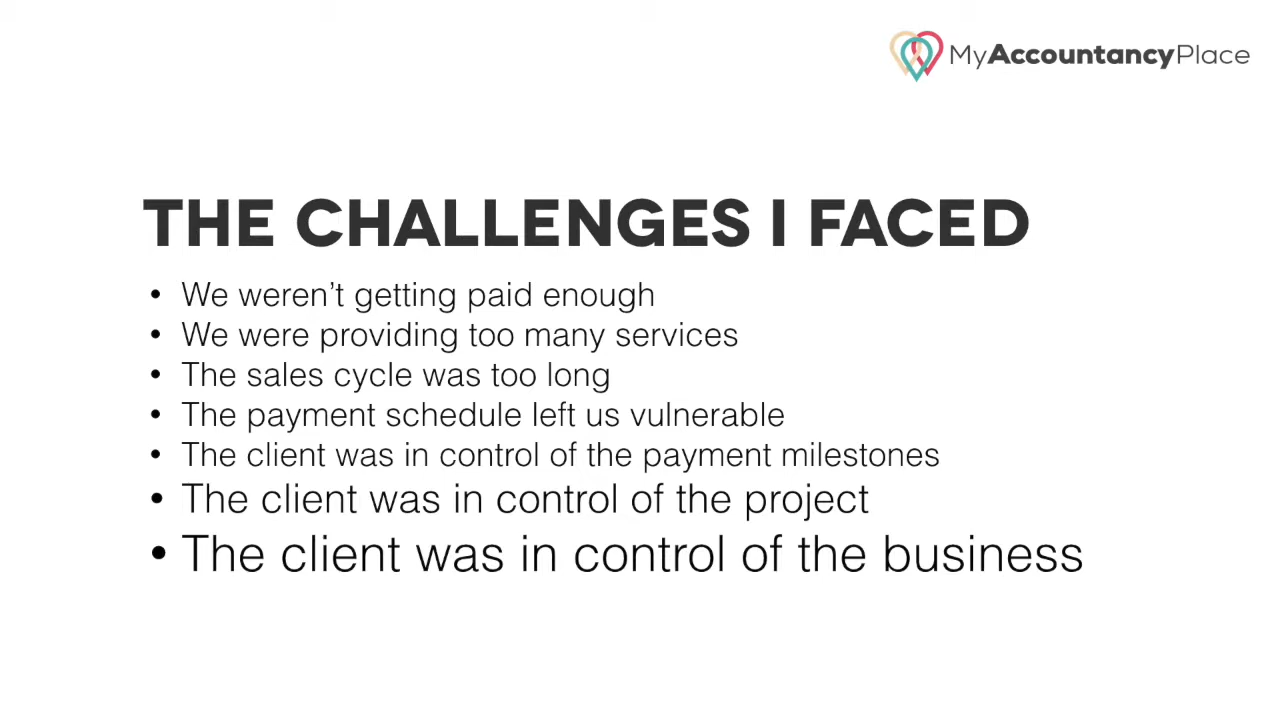 MyAccountancyPlace
THE CHALLENGES I FACED
• We weren’t getting paid enough
• We were providing too many services
• The sales cycle was too long
• The payment schedule left us vulnerable
• The client was in control of the payment milestones
• The client was in control of the project
• The client was in control of the business